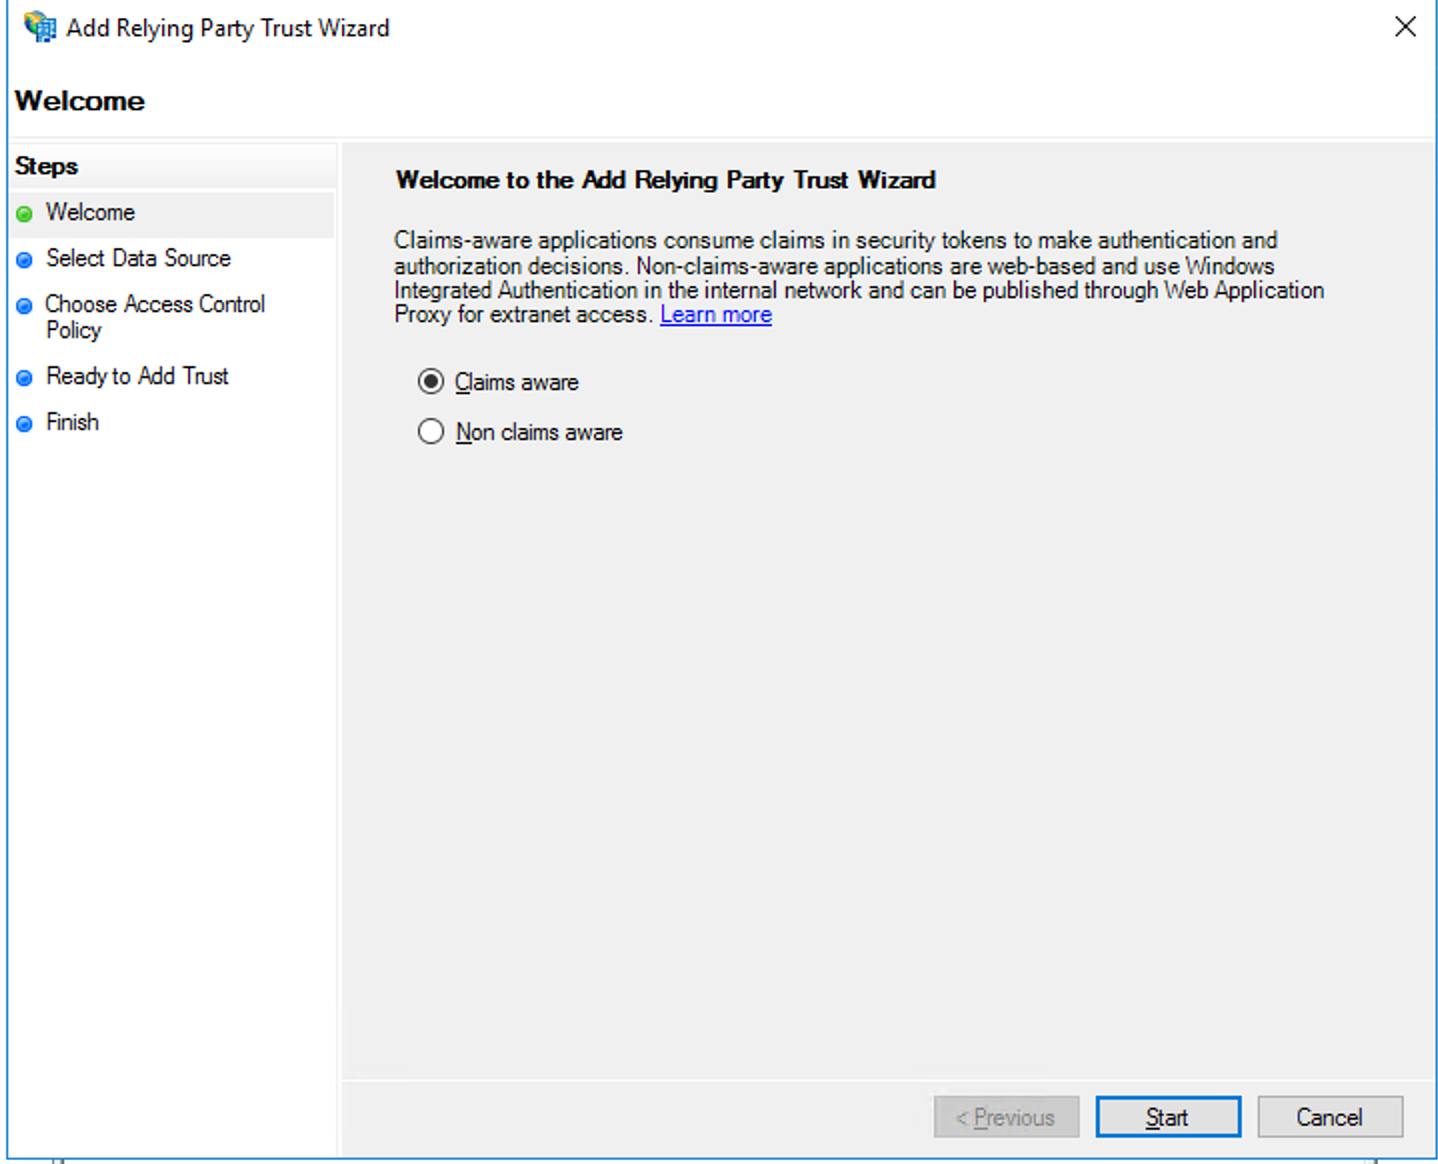 Add Relying Party Trust Wizard
Welcome
Steps
Welcome
Select Data Source
Choose Access Control
Policy
Ready to Add Trust
Finish
Welcome to the Add Relying Party Trust Wizard
Claims-aware applications consume claims in security tokens to make authentication and
authorization decisions. Non-claims-aware applications are web-based and use Windows
Integrated Authentication in the internal network and can be published through Web Application
Proxy for extranet access. Learn more
Claims aware
Non claims aware
< Previous
Start
Cancel